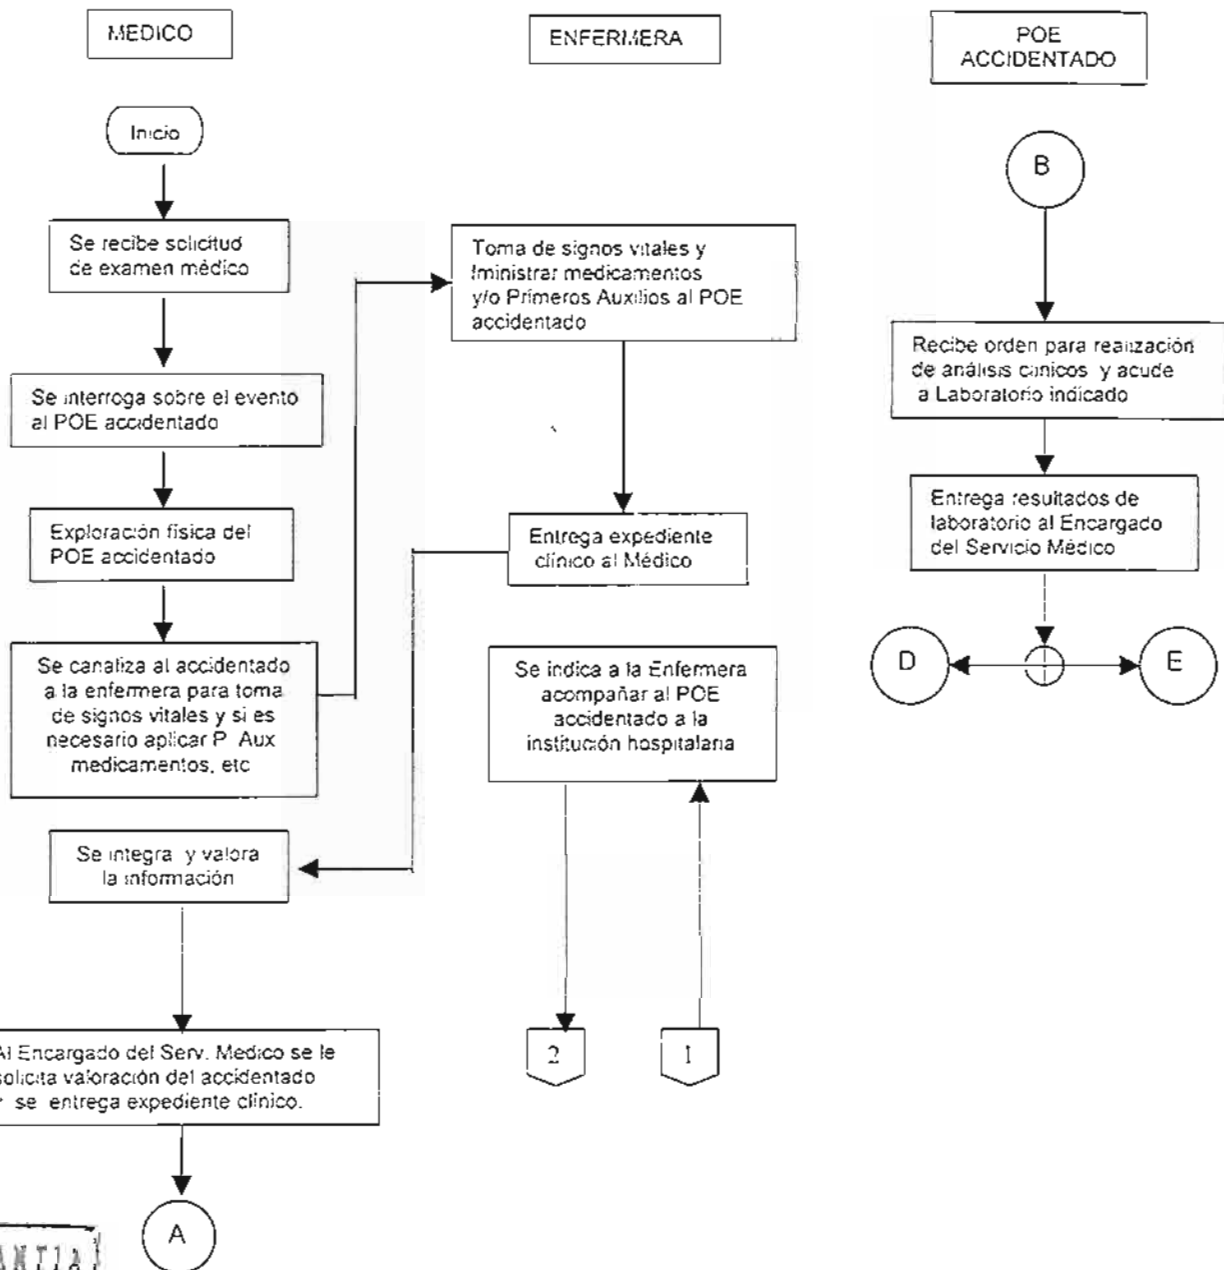 MEDICO
Inicio
Se recibe solicitud
de examen médico
Se interroga sobre el evento
al POE accidentado
Exploración física del
POE accidentado
Se canaliza al accidentado
a la enfermera para toma
de signos vitales y si es
necesario aplicar P. Aux
medicamentos, etc
Se integra y valora
la información
Al Encargado del Serv. Medico se le
solicita valoración del accidentado
se entrega expediente clínico.
A
ENFERMERA
Toma de signos vitales y
Iministrar medicamentos
y/o Primeros Auxilios al POE
accidentado
Entrega expediente
clínico al Médico
Se indica a la Enfermera
acompañar al POE
accidentado a la
institución hospitalaria
2
1
POE
ACCIDENTADO
B
Recibe orden para realización
de análisis clínicos y acude
a Laboratorio indicado
Entrega resultados de
laboratorio al Encargado
del Servicio Médico
D
E